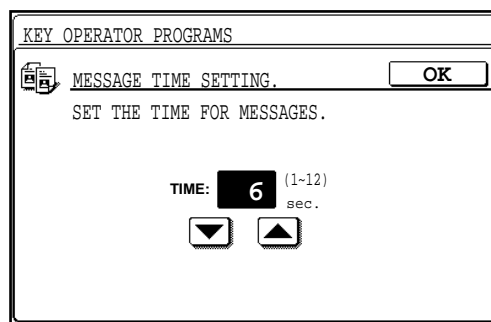 KEY OPERATOR PROGRAMS
MESSAGE TIME SETTING. OK
SET THE TIME FOR MESSAGES.
TIME: 6 (1~12)
sec.